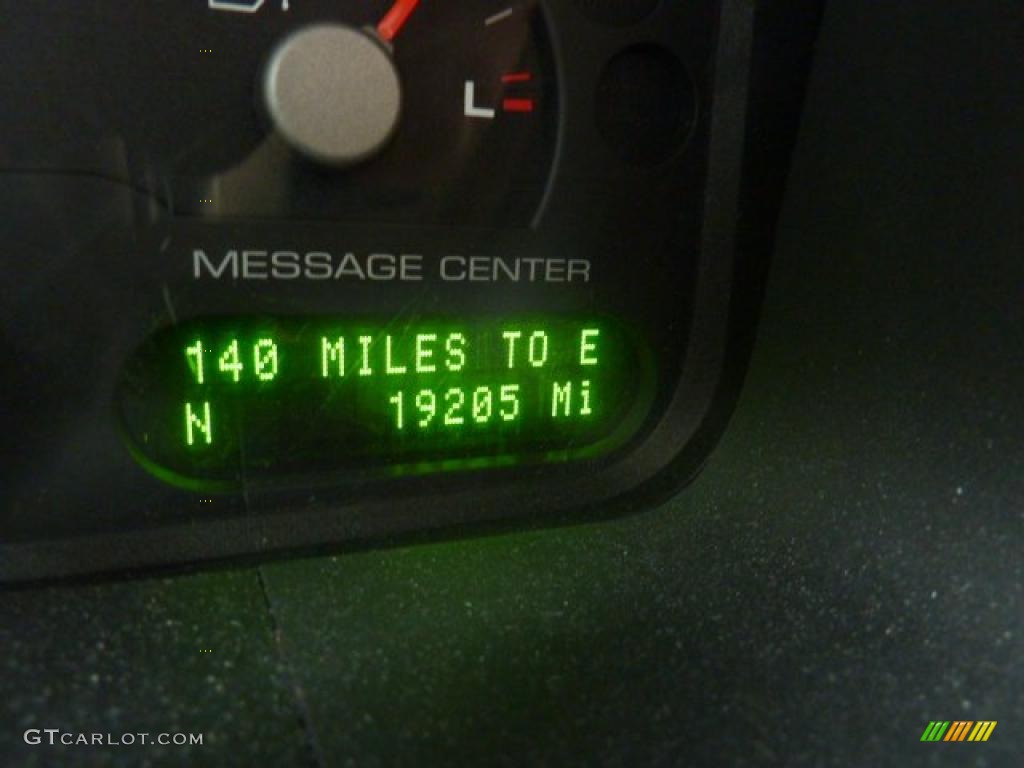 L
MESSAGE CENTER
140 MILES TO E
N 19205 Mi
GTCARLOT.COM